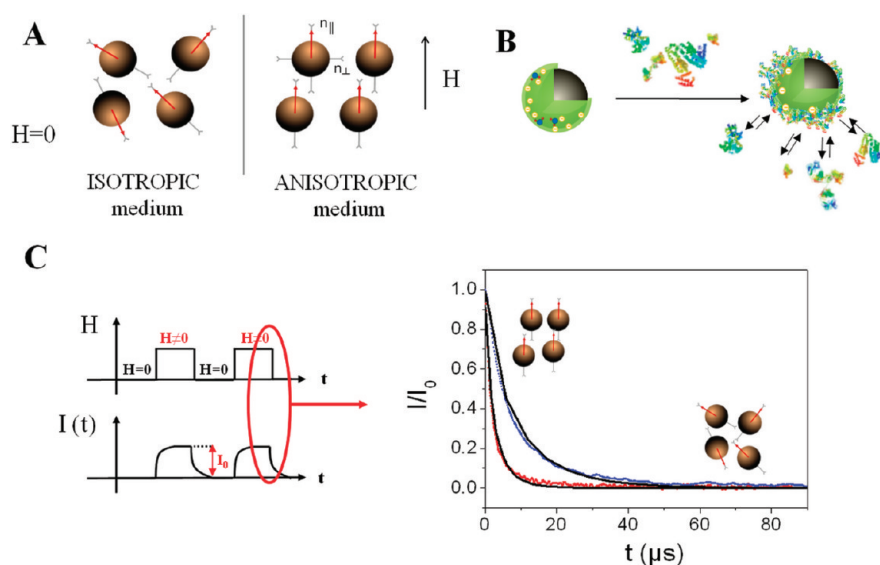 A
n||
n⊥
H
H=0
ISOTROPIC
medium
ANISOTROPIC
medium
B
C
H
H≠0
H≠0
H=0
H=0
t
I (t)
I₀
t
I/I₀
1.0
0.8
0.6
0.4
0.2
0.0
0
20
40
60
80
t (µs)